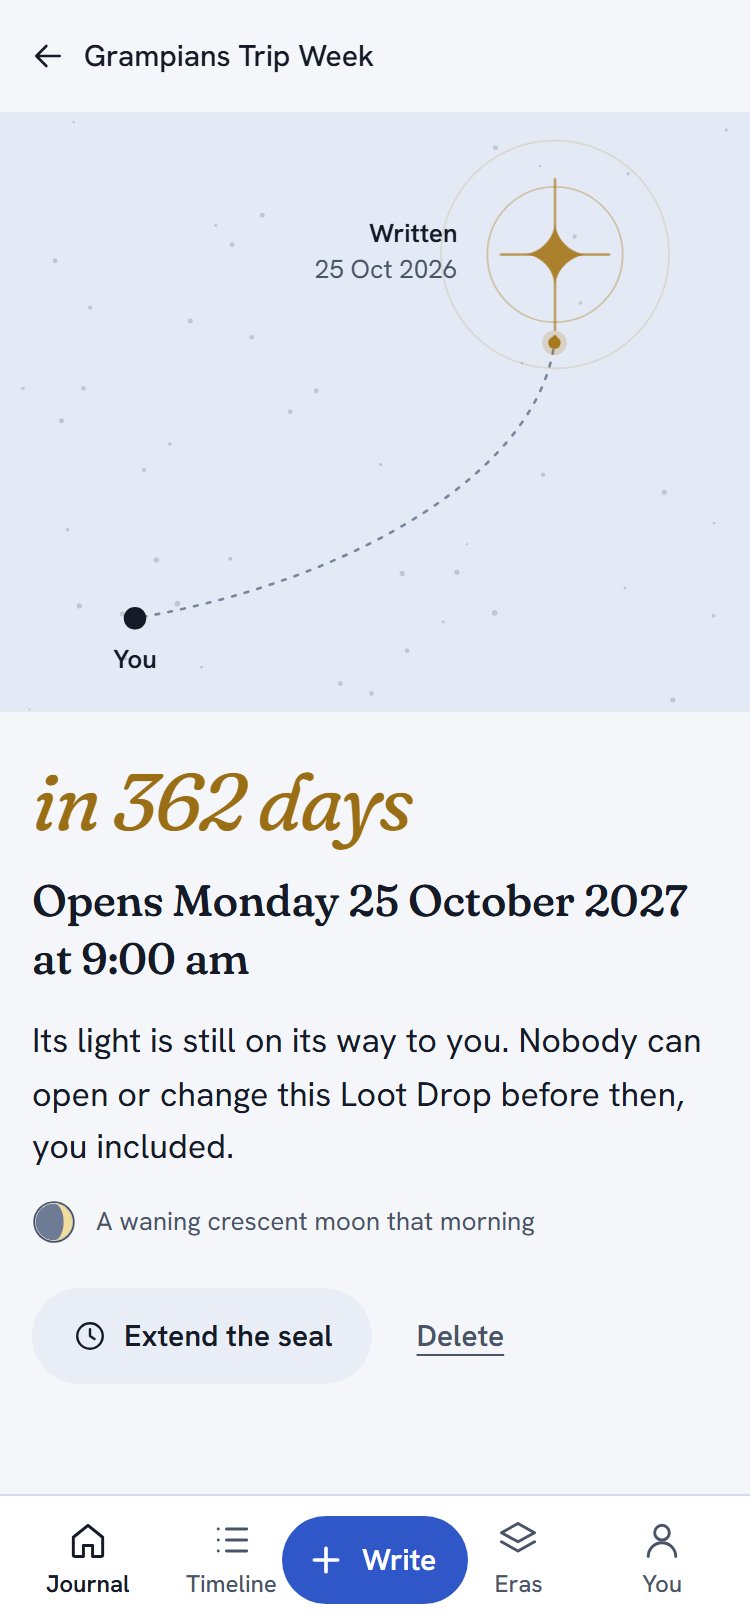 Grampians Trip Week
Written
25 Oct 2026
You
in 362 days
Opens Monday 25 October 2027
at 9:00 am
Its light is still on its way to you. Nobody can
open or change this Loot Drop before then,
you included.
A waning crescent moon that morning
Extend the seal
Delete
Journal
Timeline
Write
Eras
You